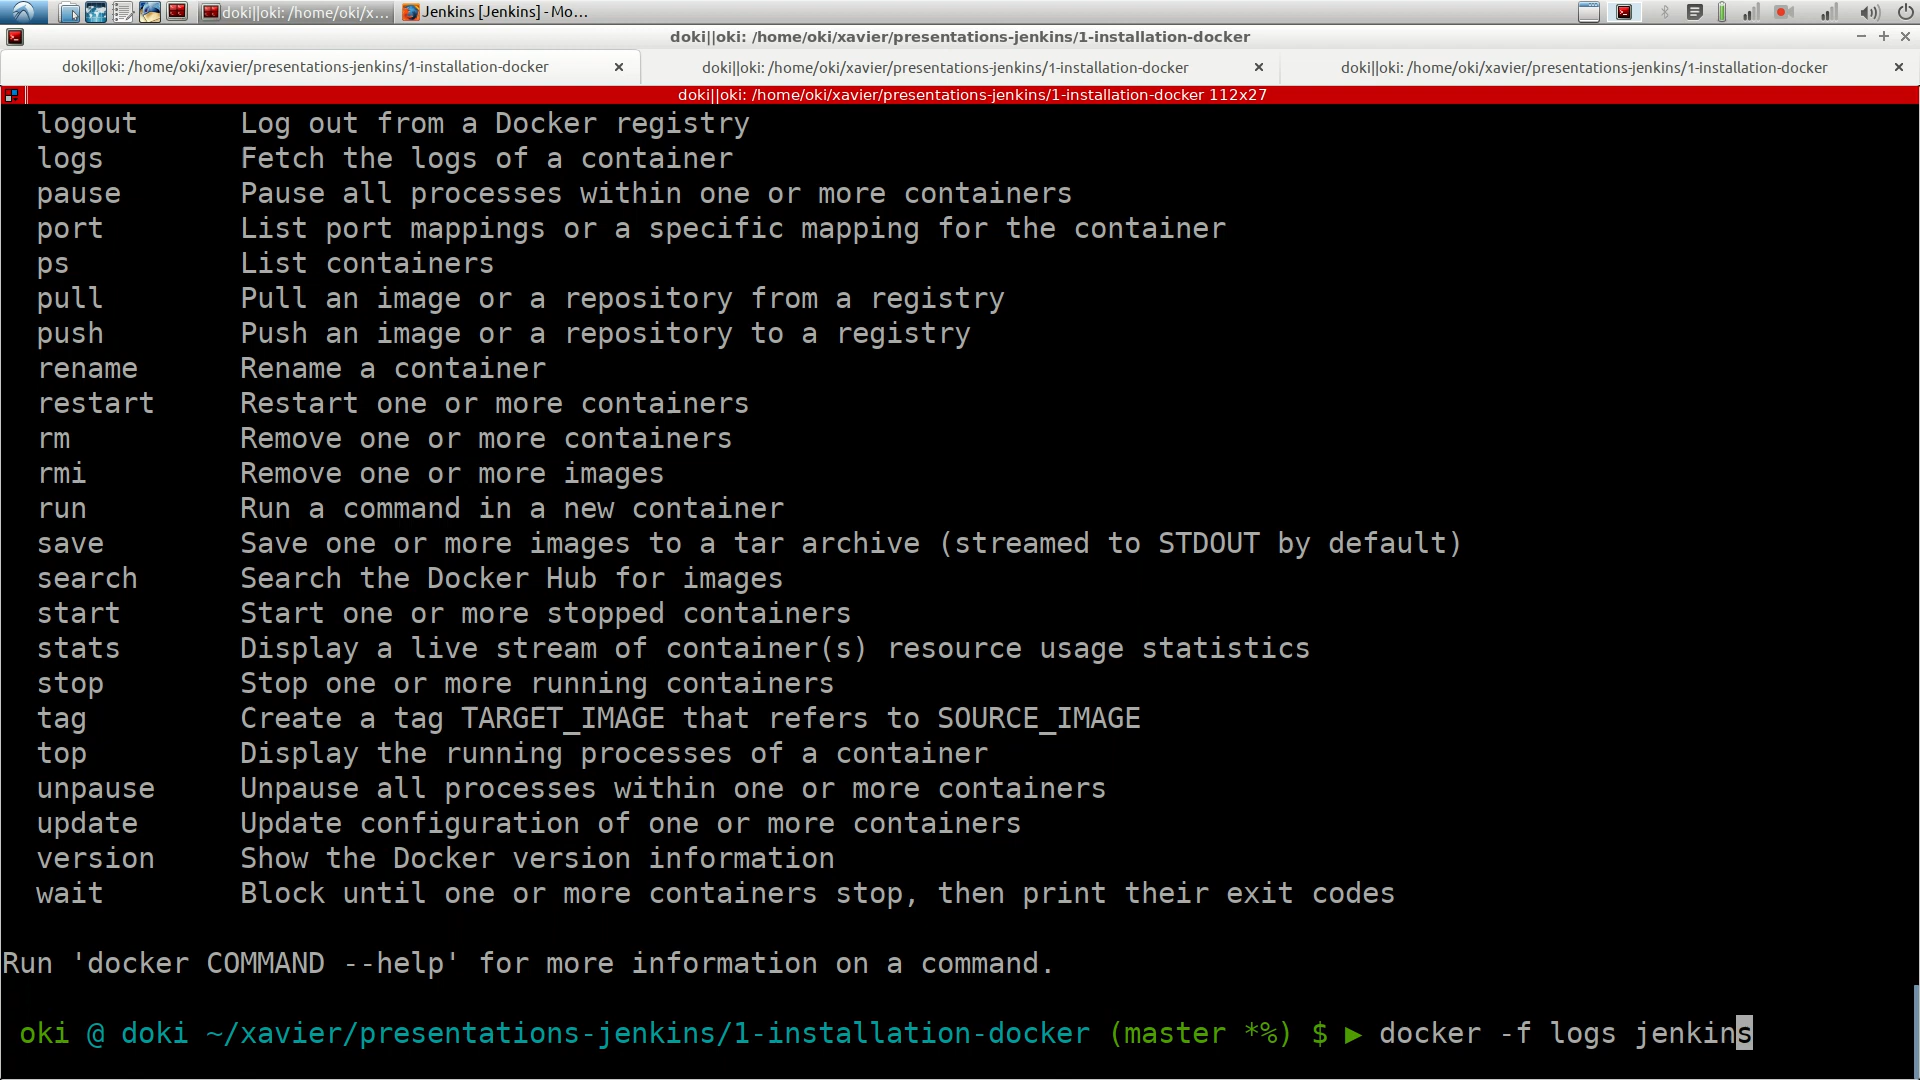 doki||oki: /home/oki/x...
Jenkins [Jenkins] - Mo...
doki||oki: /home/oki/xavier/presentations-jenkins/1-installation-docker
doki||oki: /home/oki/xavier/presentations-jenkins/1-installation-docker
doki||oki: /home/oki/xavier/presentations-jenkins/1-installation-docker
doki||oki: /home/oki/xavier/presentations-jenkins/1-installation-docker
doki||oki: /home/oki/xavier/presentations-jenkins/1-installation-docker 112x27
logout Log out from a Docker registry
logs Fetch the logs of a container
pause Pause all processes within one or more containers
port List port mappings or a specific mapping for the container
ps List containers
pull Pull an image or a repository from a registry
push Push an image or a repository to a registry
rename Rename a container
restart Restart one or more containers
rm Remove one or more containers
rmi Remove one or more images
run Run a command in a new container
save Save one or more images to a tar archive (streamed to STDOUT by default)
search Search the Docker Hub for images
start Start one or more stopped containers
stats Display a live stream of container(s) resource usage statistics
stop Stop one or more running containers
tag Create a tag TARGET_IMAGE that refers to SOURCE_IMAGE
top Display the running processes of a container
unpause Unpause all processes within one or more containers
update Update configuration of one or more containers
version Show the Docker version information
wait Block until one or more containers stop, then print their exit codes
Run 'docker COMMAND --help' for more information on a command.
oki @ doki ~/xavier/presentations-jenkins/1-installation-docker (master *%) $ ► docker -f logs jenkins